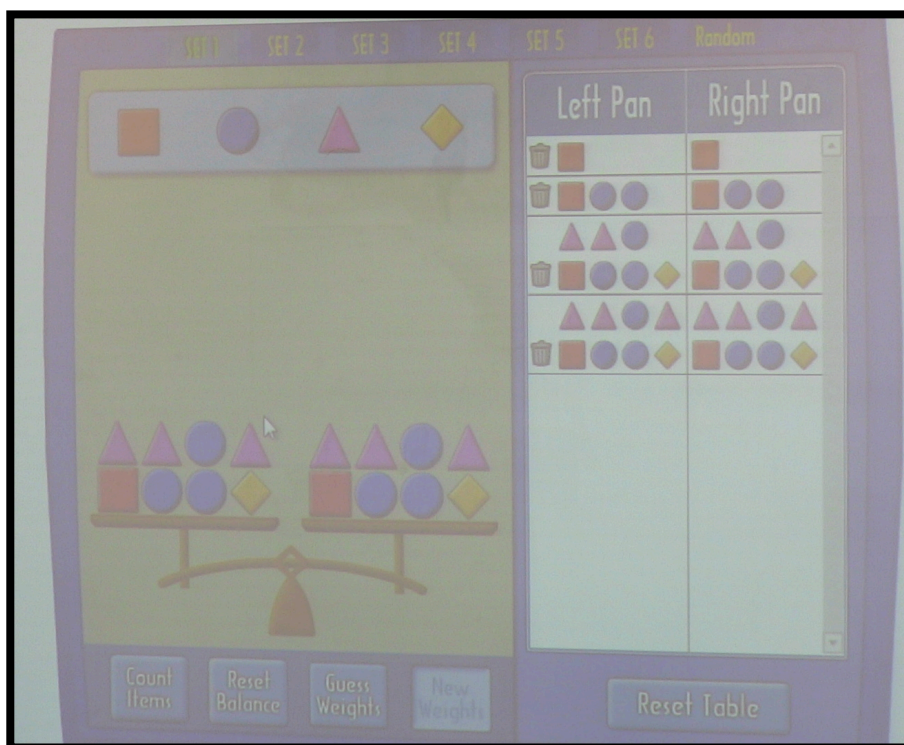 SET 1 SET 2 SET 3 SET 4 SET 5 SET 6 Random
Left Pan Right Pan
Count
Items
Reset
Balance
Guess
Weights
New
Weights
Reset Table